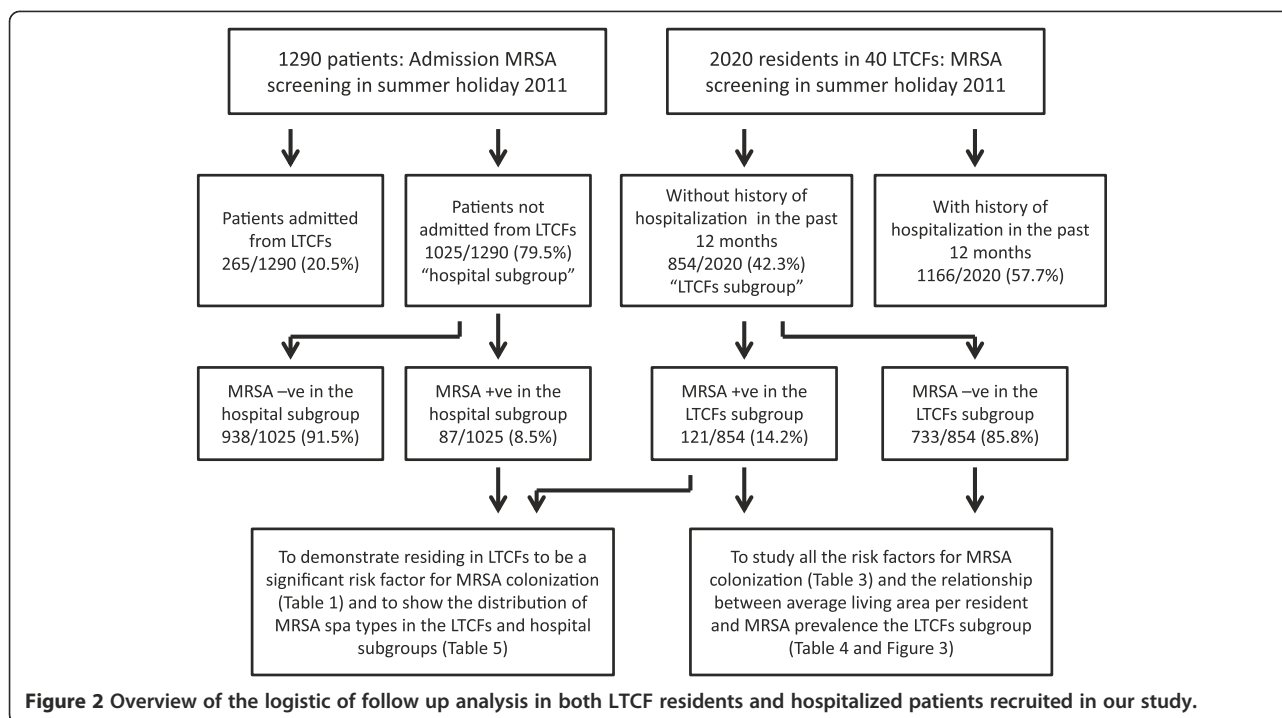 1290 patients: Admission MRSA
screening in summer holiday 2011
2020 residents in 40 LTCFs: MRSA
screening in summer holiday 2011
Patients admitted
from LTCFs
265/1290 (20.5%)
Patients not
admitted from LTCFs
1025/1290 (79.5%)
“hospital subgroup”
Without history of
hospitalization in the past
12 months
854/2020 (42.3%)
“LTCFs subgroup”
With history of
hospitalization in the past
12 months
1166/2020 (57.7%)
MRSA –ve in the
hospital subgroup
938/1025 (91.5%)
MRSA +ve in the
hospital subgroup
87/1025 (8.5%)
MRSA +ve in the
LTCFs subgroup
121/854 (14.2%)
MRSA –ve in the
LTCFs subgroup
733/854 (85.8%)
To demonstrate residing in LTCFs to be a
significant risk factor for MRSA colonization
(Table 1) and to show the distribution of
MRSA spa types in the LTCFs and hospital
subgroups (Table 5)
To study all the risk factors for MRSA
colonization (Table 3) and the relationship
between average living area per resident
and MRSA prevalence the LTCFs subgroup
(Table 4 and Figure 3)
Figure 2 Overview of the logistic of follow up analysis in both LTCF residents and hospitalized patients recruited in our study.